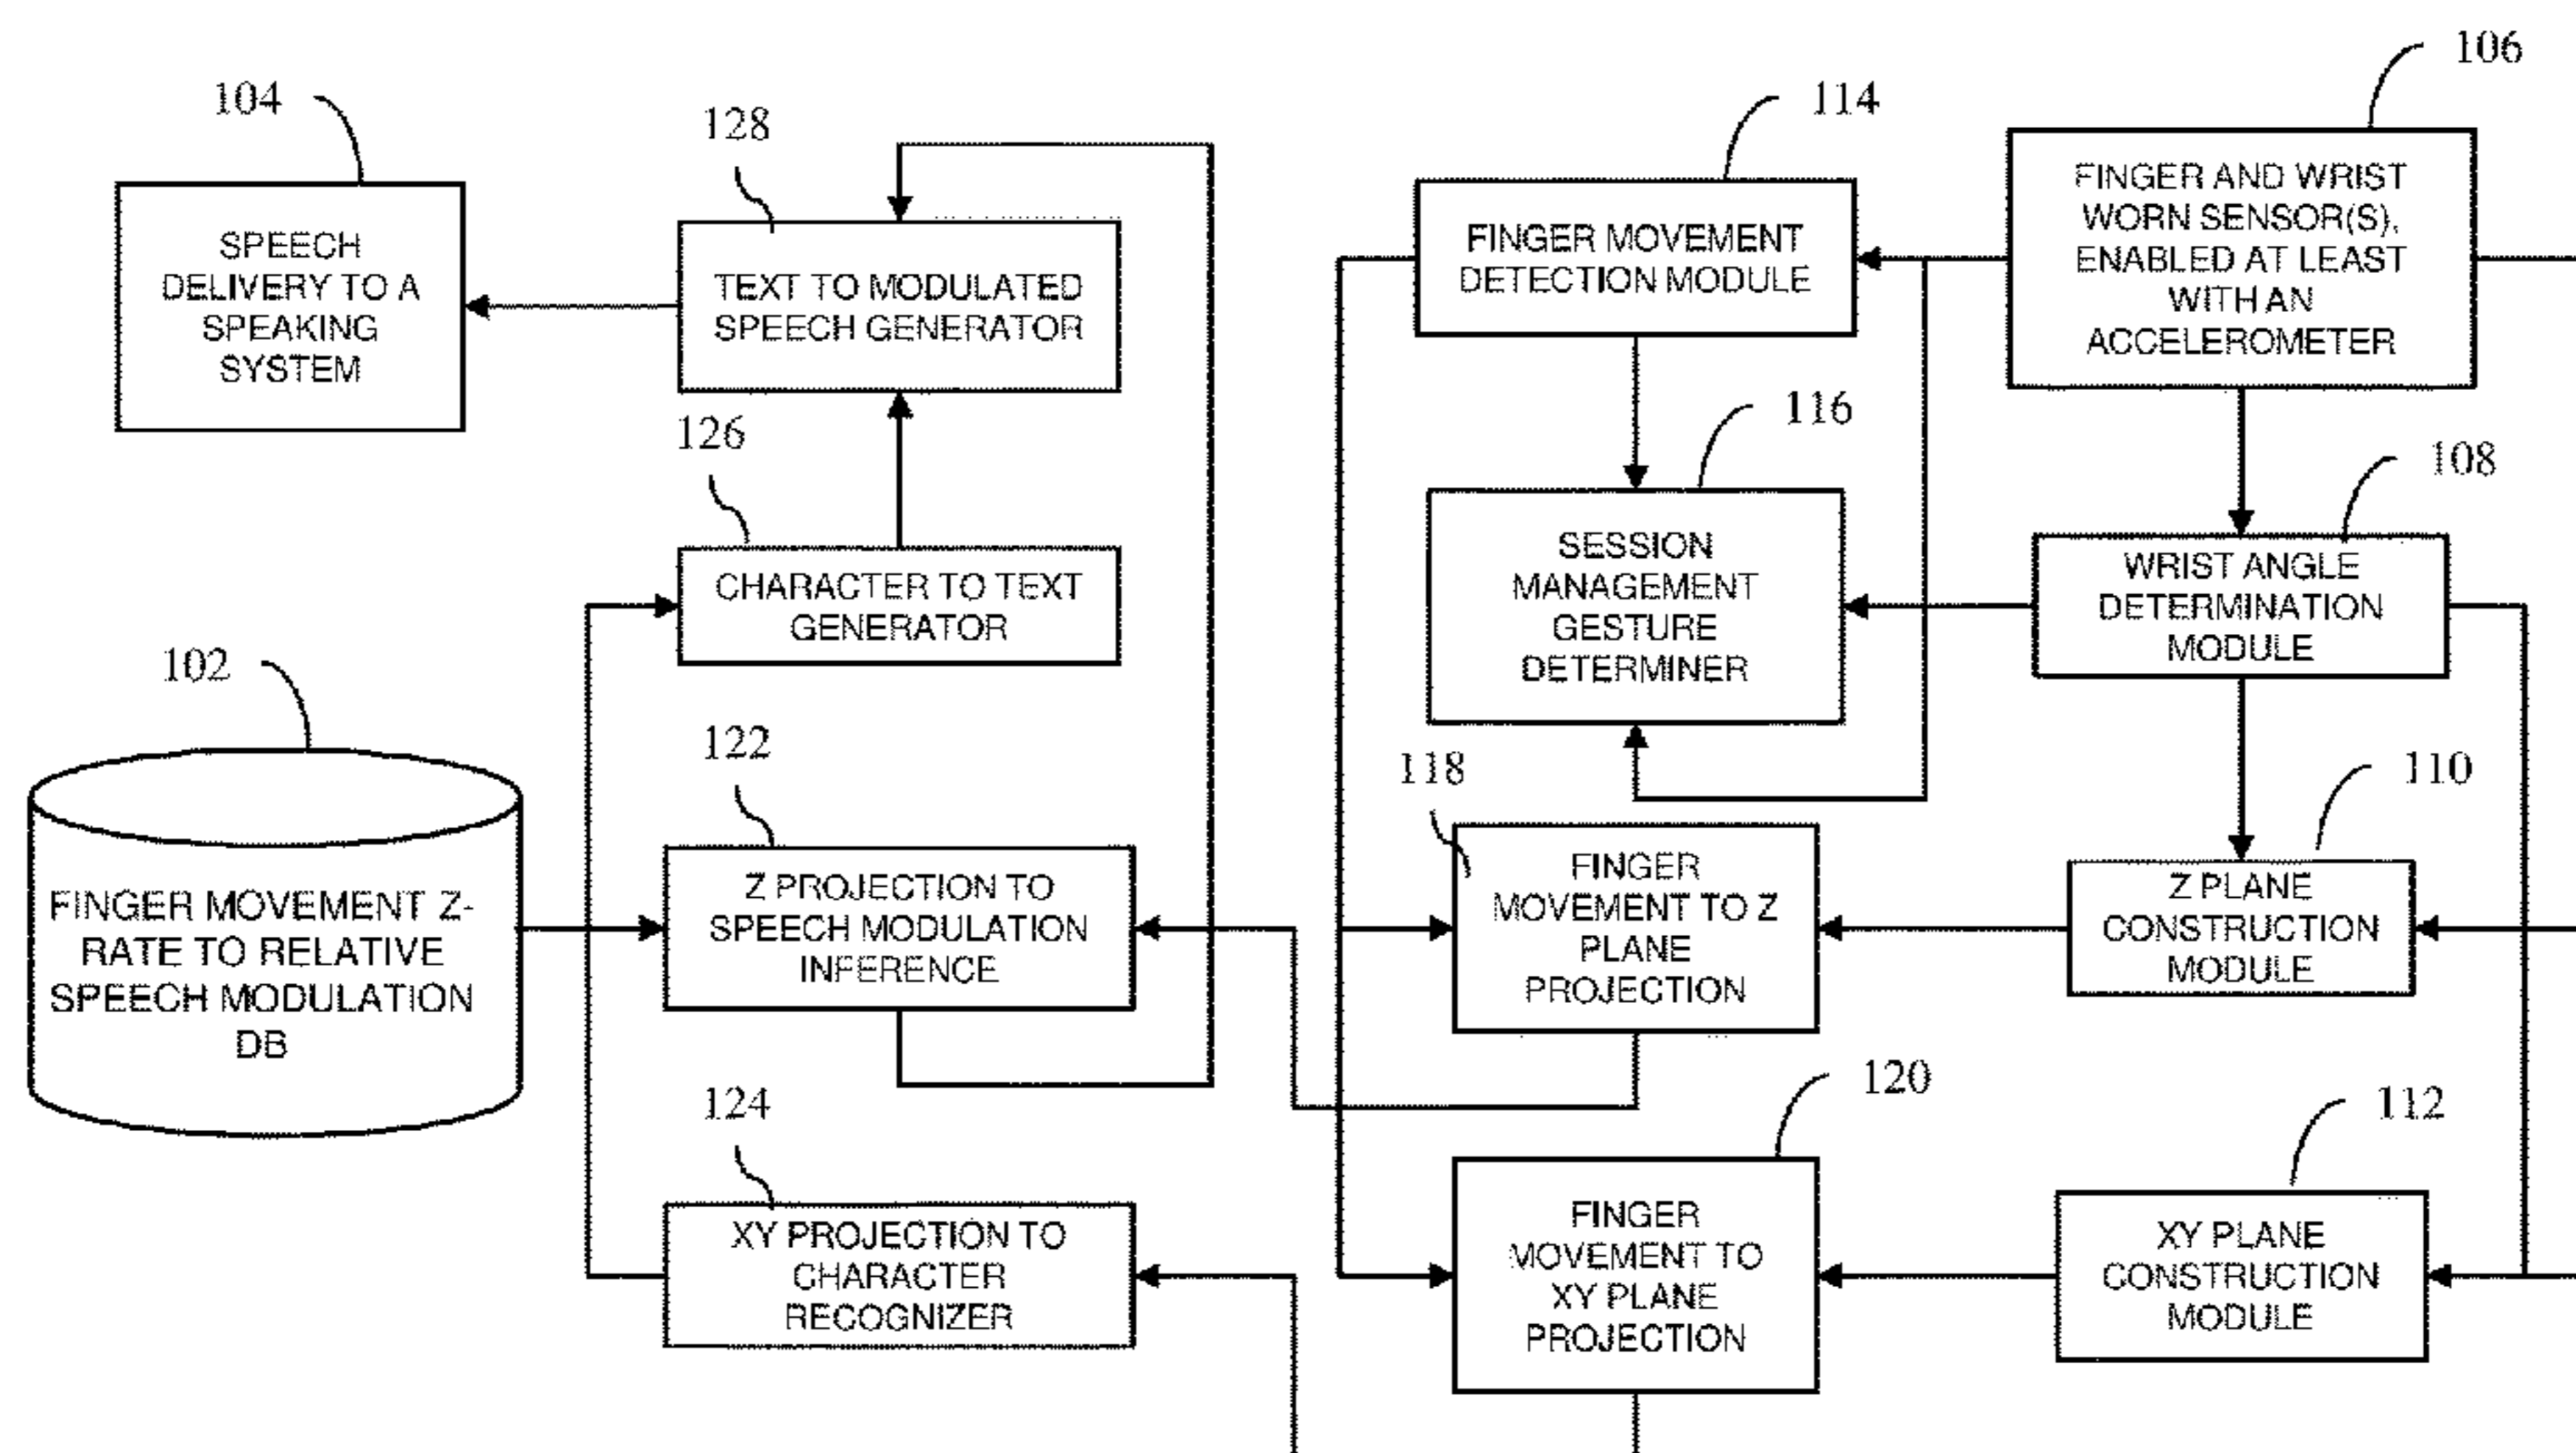 104
SPEECH
DELIVERY TO A
SPEAKING
SYSTEM
128
TEXT TO MODULATED
SPEECH GENERATOR
126
CHARACTER TO TEXT
GENERATOR
102
FINGER MOVEMENT Z-
RATE TO RELATIVE
SPEECH MODULATION
DB
122
Z PROJECTION TO
SPEECH MODULATION
INFERENCE
124
XY PROJECTION TO
CHARACTER
RECOGNIZER
114
FINGER MOVEMENT
DETECTION MODULE
116
SESSION
MANAGEMENT
GESTURE
DETERMINER
118
FINGER
MOVEMENT TO Z
PLANE
PROJECTION
120
FINGER
MOVEMENT TO
XY PLANE
PROJECTION
106
FINGER AND WRIST
WORN SENSOR(S),
ENABLED AT LEAST
WITH AN
ACCELEROMETER
108
WRIST ANGLE
DETERMINATION
MODULE
110
Z PLANE
CONSTRUCTION
MODULE
112
XY PLANE
CONSTRUCTION
MODULE